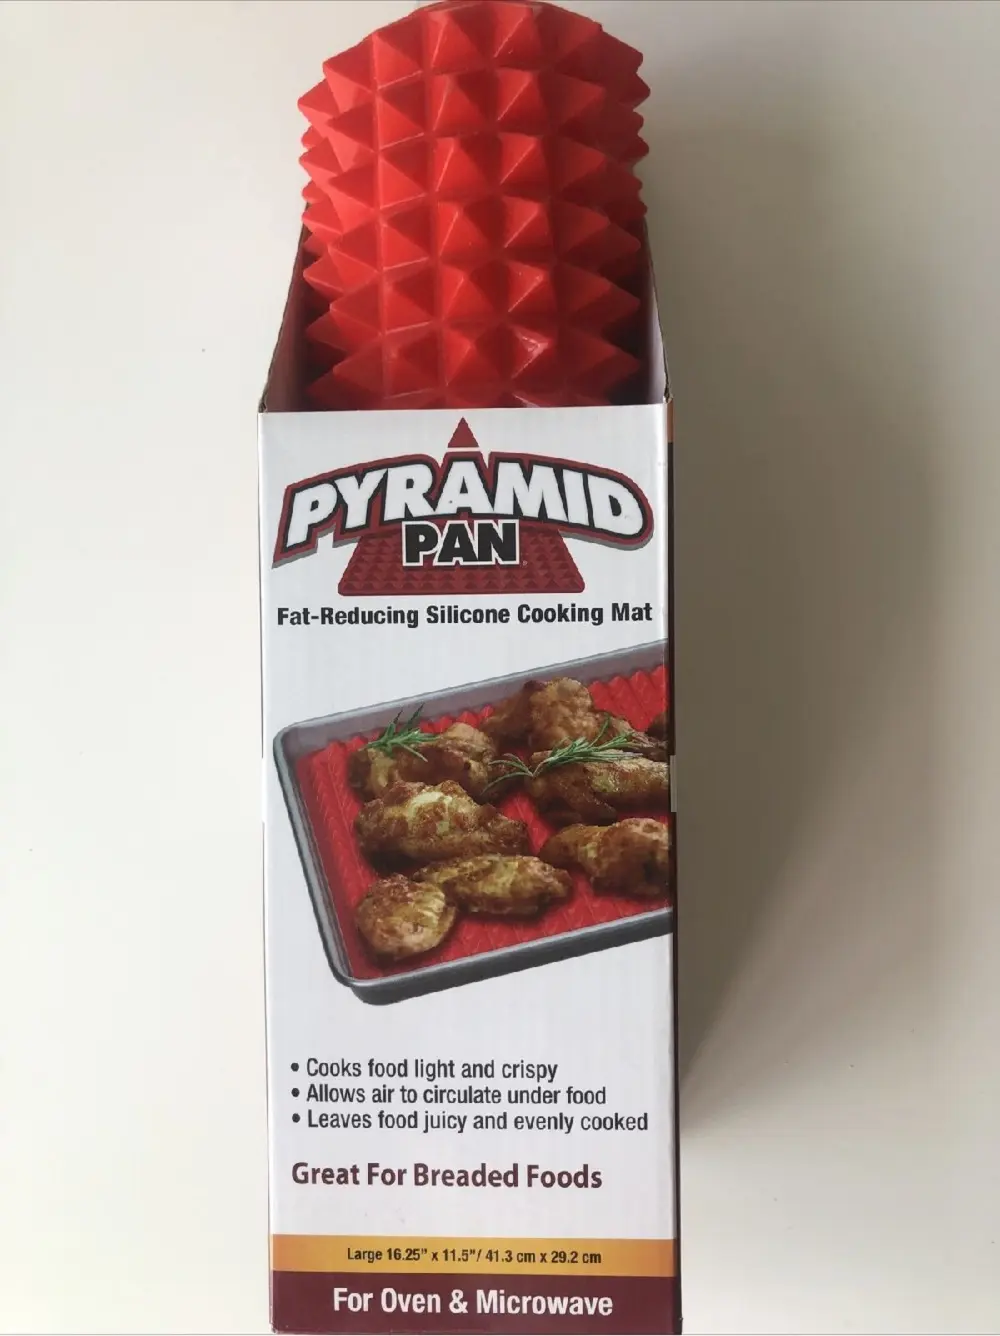 PYRAMID
PAN
Fat-Reducing Silicone Cooking Mat
• Cooks food light and crispy
• Allows air to circulate under food
• Leaves food juicy and evenly cooked
Great For Breaded Foods
Large 16.25" x 11.5"/ 41.3 cm x 29.2 cm
For Oven & Microwave